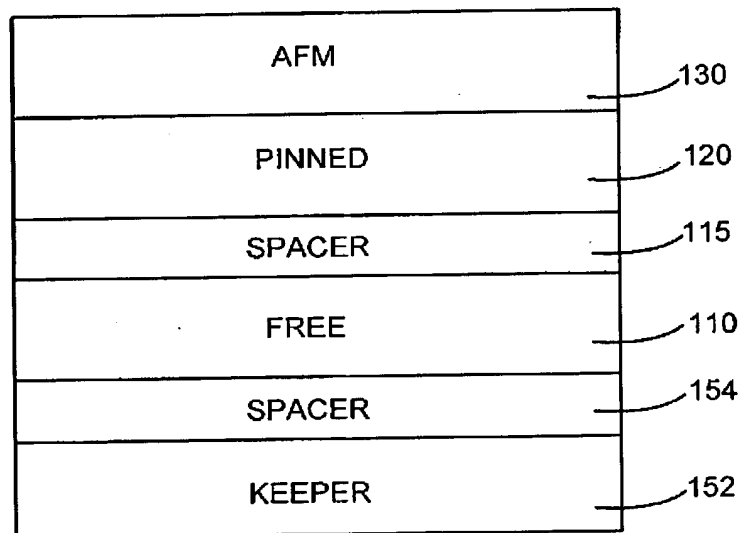 AFM
130
PINNED
120
SPACER
115
FREE
110
SPACER
154
KEEPER
152